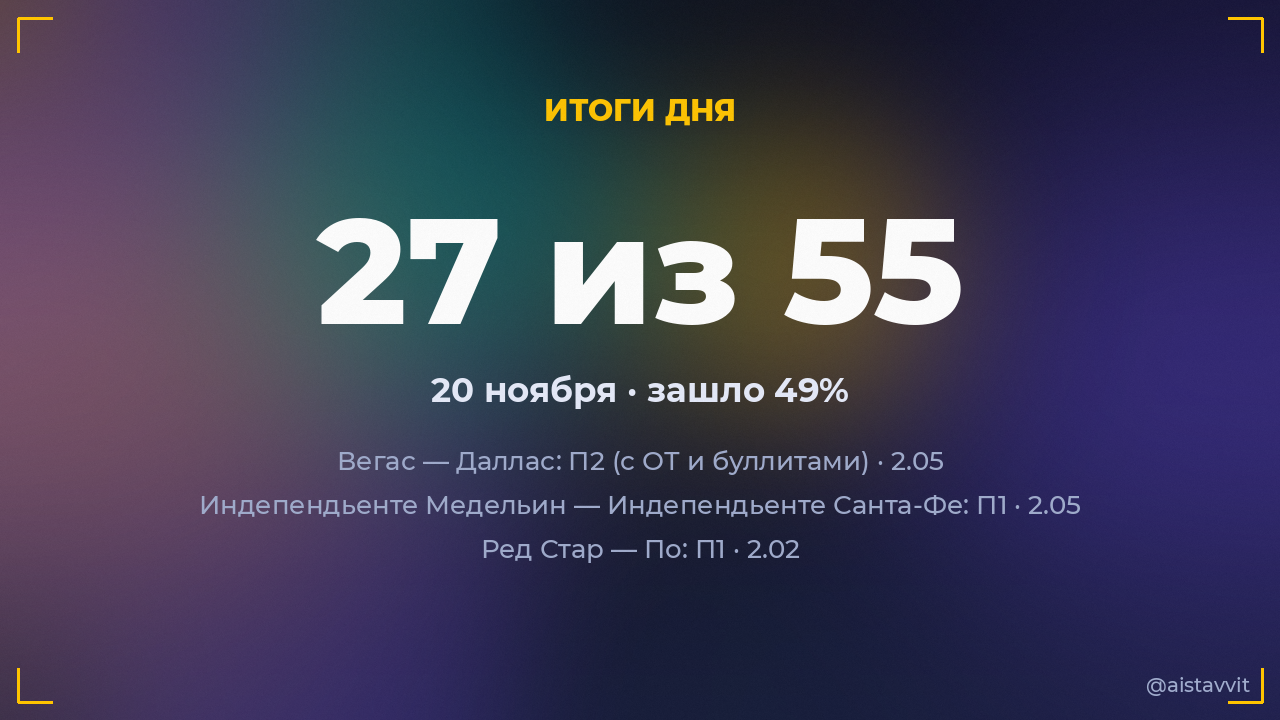 ИТОГИ ДНЯ
27 из 55
20 ноября · зашло 49%
Вегас — Даллас: П2 (с ОТ и буллитами) · 2.05
Индепендьенте Медельин — Индепендьенте Санта-Фе: П1 · 2.05
Ред Стар — По: П1 · 2.02
@aistavvit